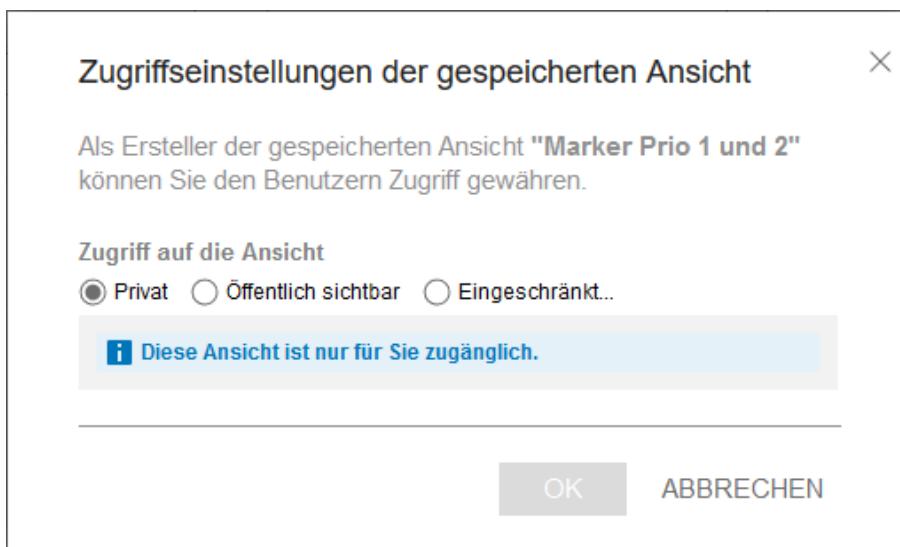 Zugriffseinstellungen der gespeicherten Ansicht
Als Ersteller der gespeicherten Ansicht "Marker Prio 1 und 2"
können Sie den Benutzern Zugriff gewähren.
Zugriff auf die Ansicht
Privat Öffentlich sichtbar Eingeschränkt...
Diese Ansicht ist nur für Sie zugänglich.
OK ABBRECHEN